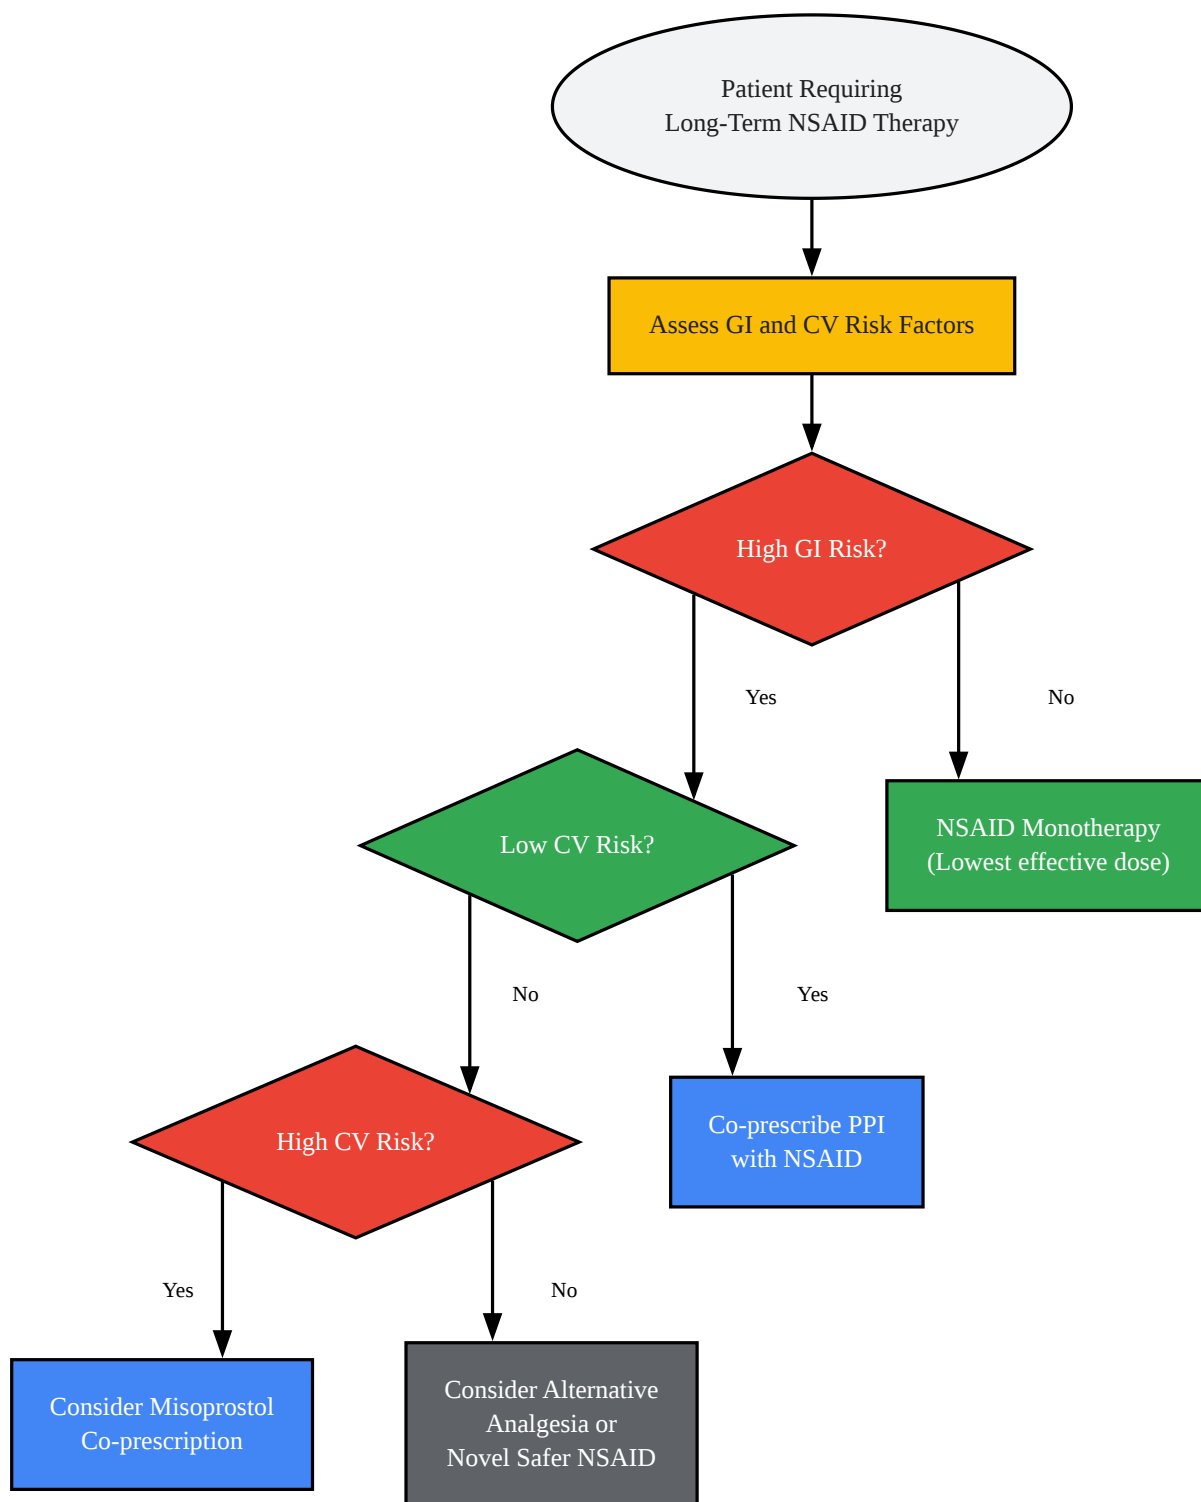 Patient Requiring
Long-Term NSAID Therapy
Assess GI and CV Risk Factors
High GI Risk?
Yes
No
Low CV Risk?
NSAID Monotherapy
(Lowest effective dose)
No
Yes
High CV Risk?
Co-prescribe PPI
with NSAID
Yes
No
Consider Misoprostol
Co-prescription
Consider Alternative
Analgesia or
Novel Safer NSAID